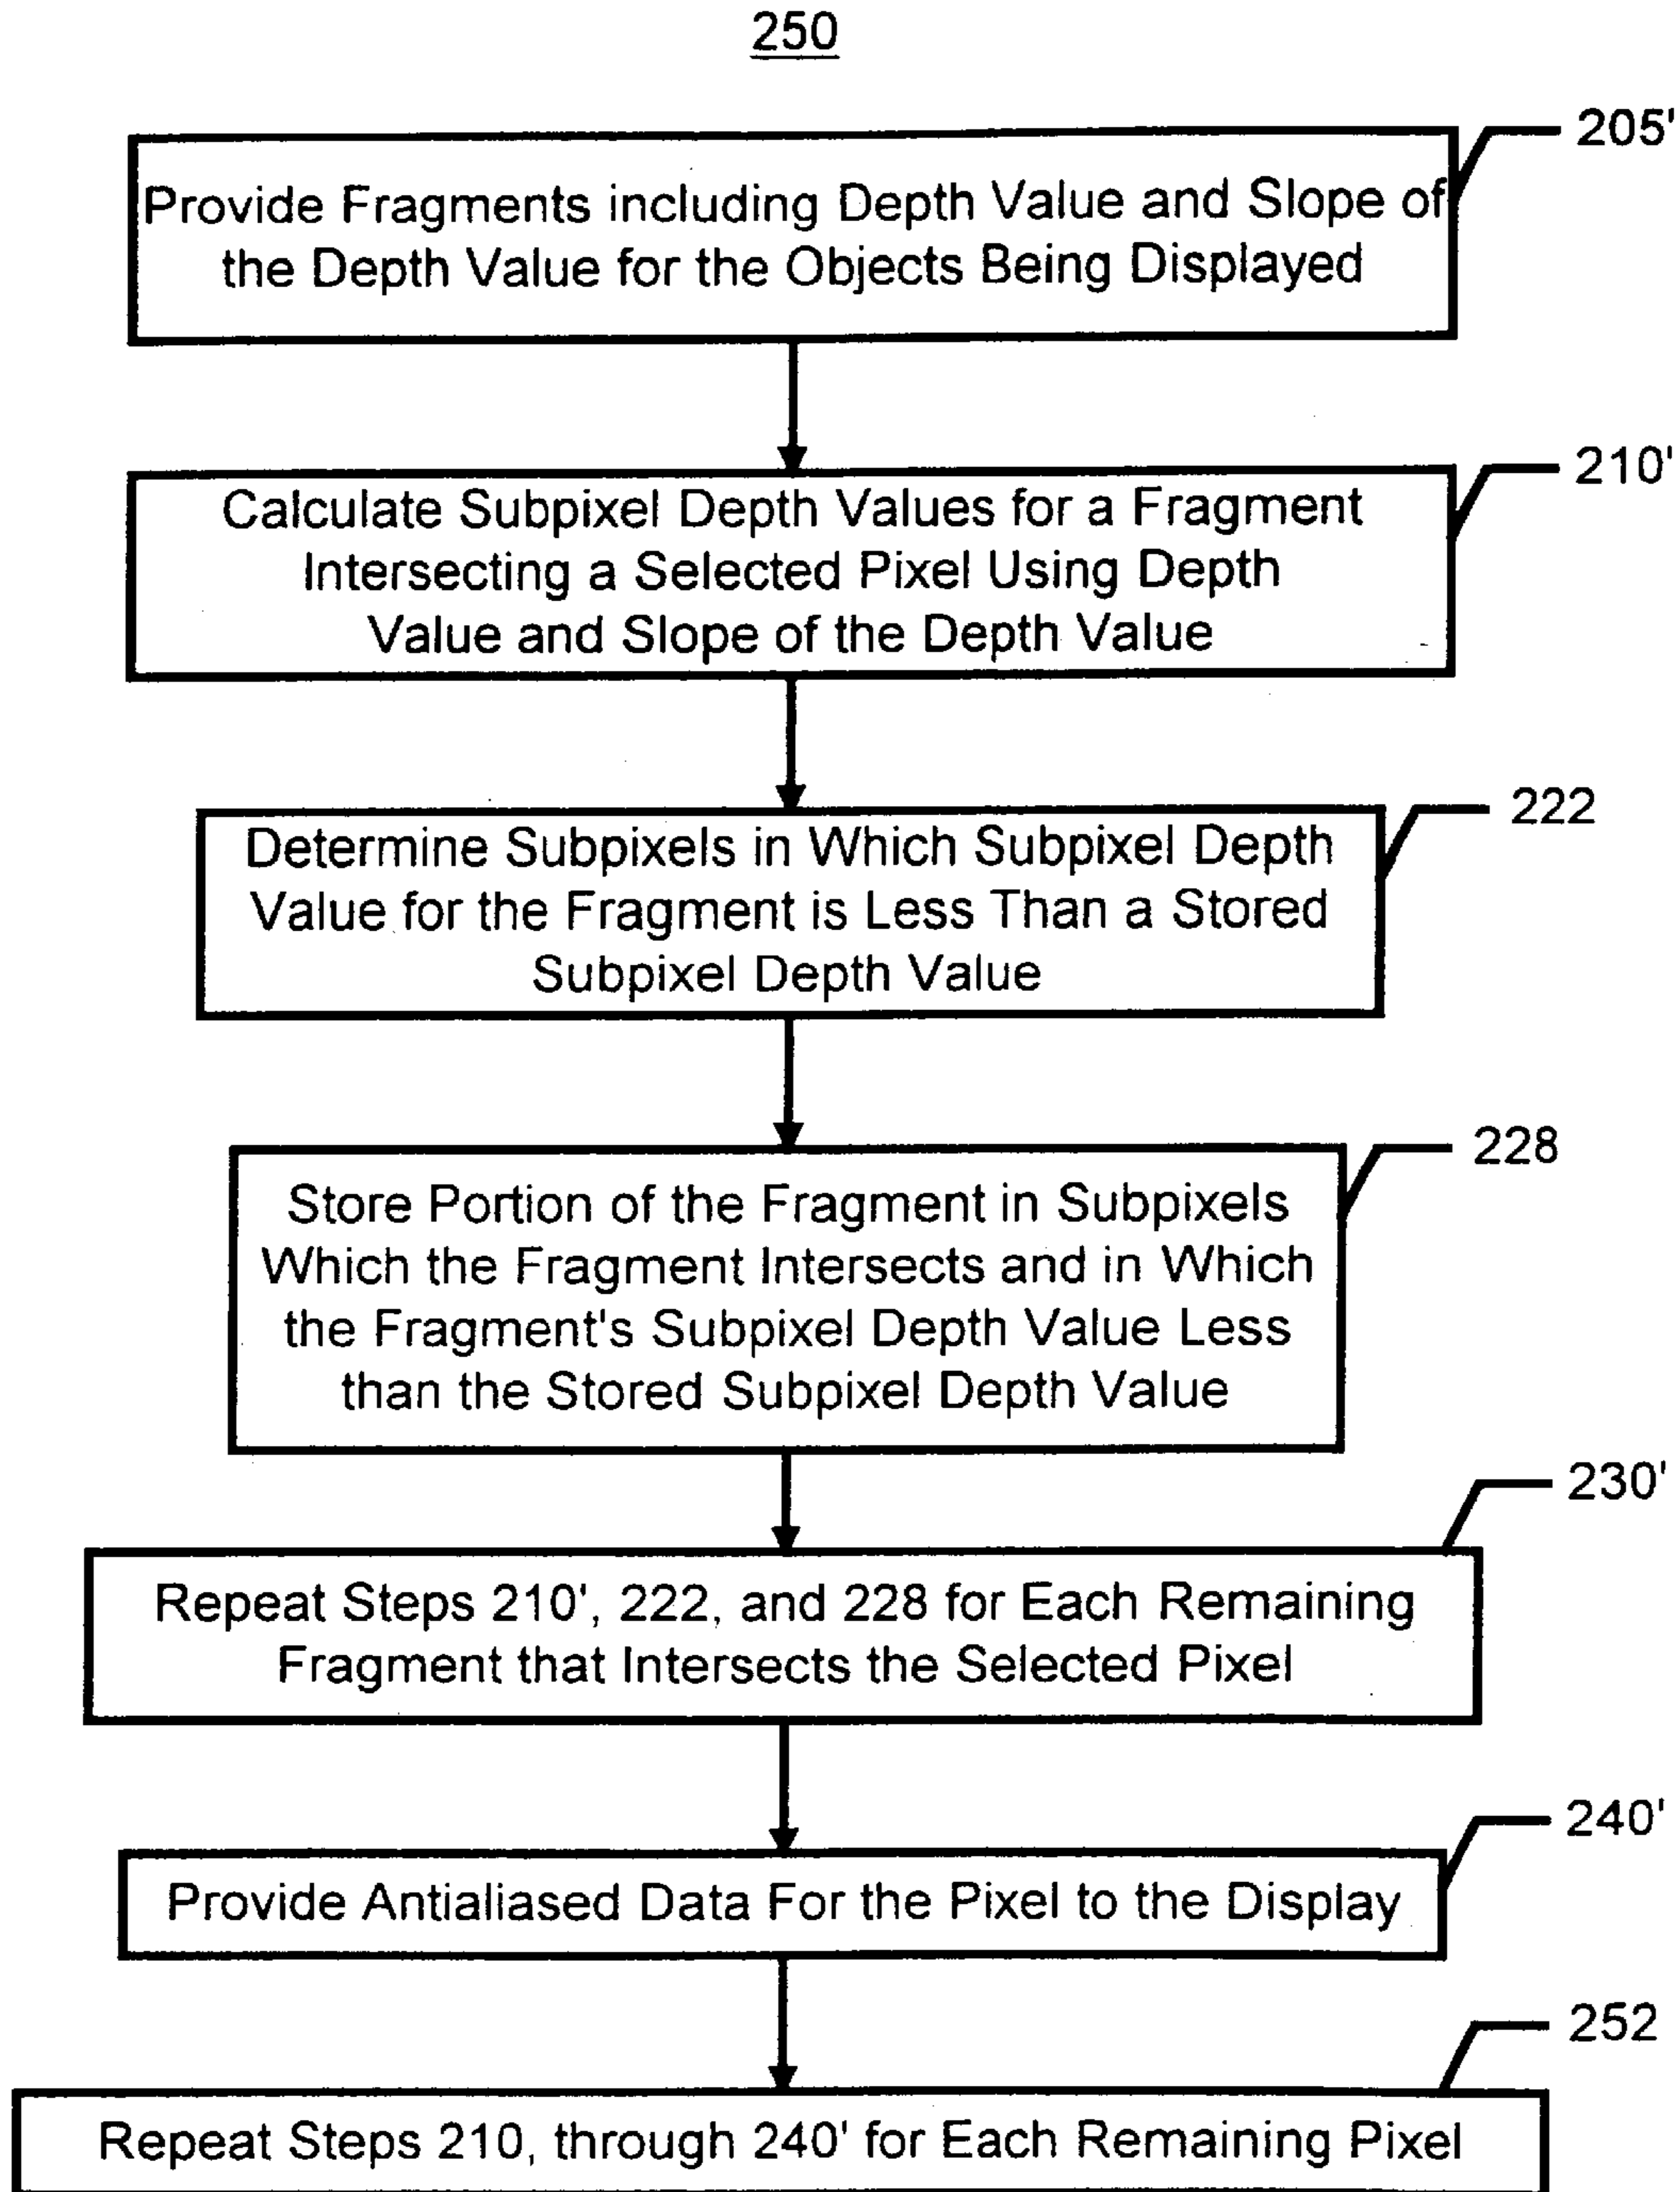 250
205'
Provide Fragments including Depth Value and Slope of
the Depth Value for the Objects Being Displayed
210'
Calculate Subpixel Depth Values for a Fragment
Intersecting a Selected Pixel Using Depth
Value and Slope of the Depth Value
222
Determine Subpixels in Which Subpixel Depth
Value for the Fragment is Less Than a Stored
Subpixel Depth Value
228
Store Portion of the Fragment in Subpixels
Which the Fragment Intersects and in Which
the Fragment's Subpixel Depth Value Less
than the Stored Subpixel Depth Value
230'
Repeat Steps 210', 222, and 228 for Each Remaining
Fragment that Intersects the Selected Pixel
240'
Provide Antialiased Data For the Pixel to the Display
252
Repeat Steps 210, through 240' for Each Remaining Pixel